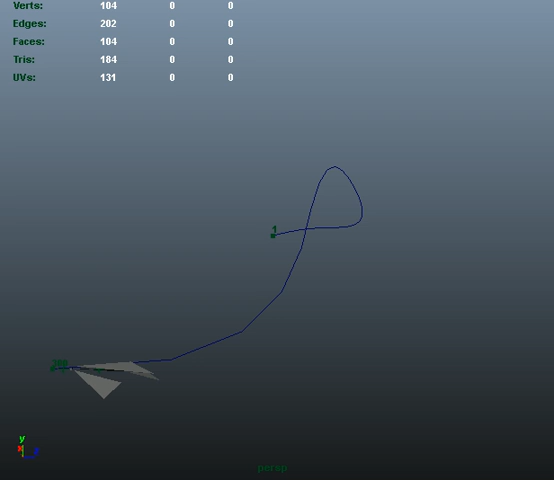 Verts: 104 0 0
Edges: 202 0 0
Faces: 104 0 0
Tris: 184 0 0
UVs: 131 0 0
1
y
persp